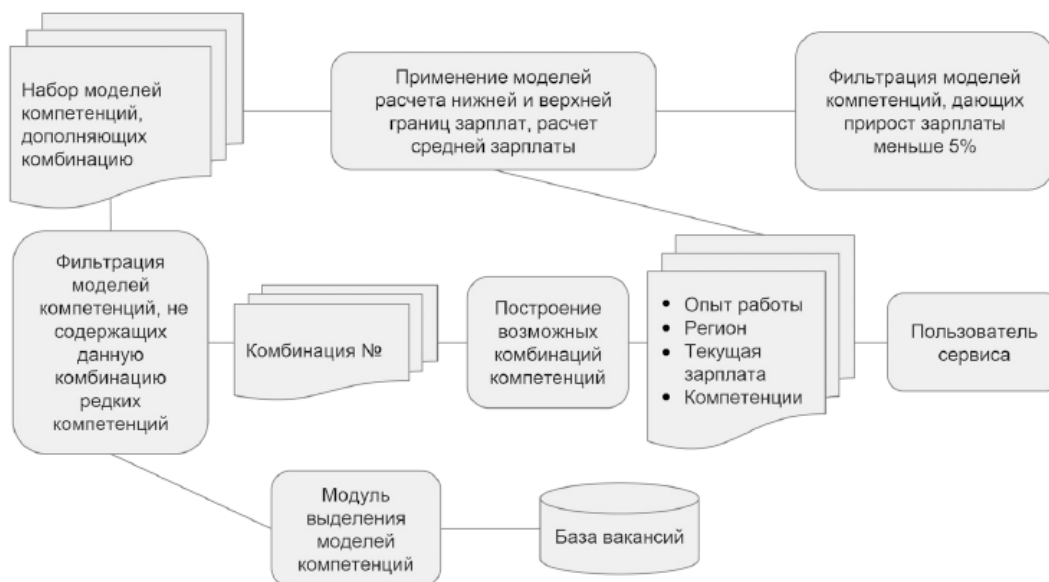 Набор моделей
компетенций,
дополняющих
комбинацию
Применение моделей
расчета нижней и верхней
границ зарплат, расчет
средней зарплаты
Фильтрация моделей
компетенций, дающих
прирост зарплаты
меньше 5%
Фильтрация
моделей
компетенций, не
содержащих
данную
комбинацию
редких
компетенций
Комбинация №
Построение
возможных
комбинаций
компетенций
• Опыт работы
• Регион
• Текущая
зарплата
• Компетенции
Пользователь
сервиса
Модуль
выделения
моделей
компетенций
База вакансий